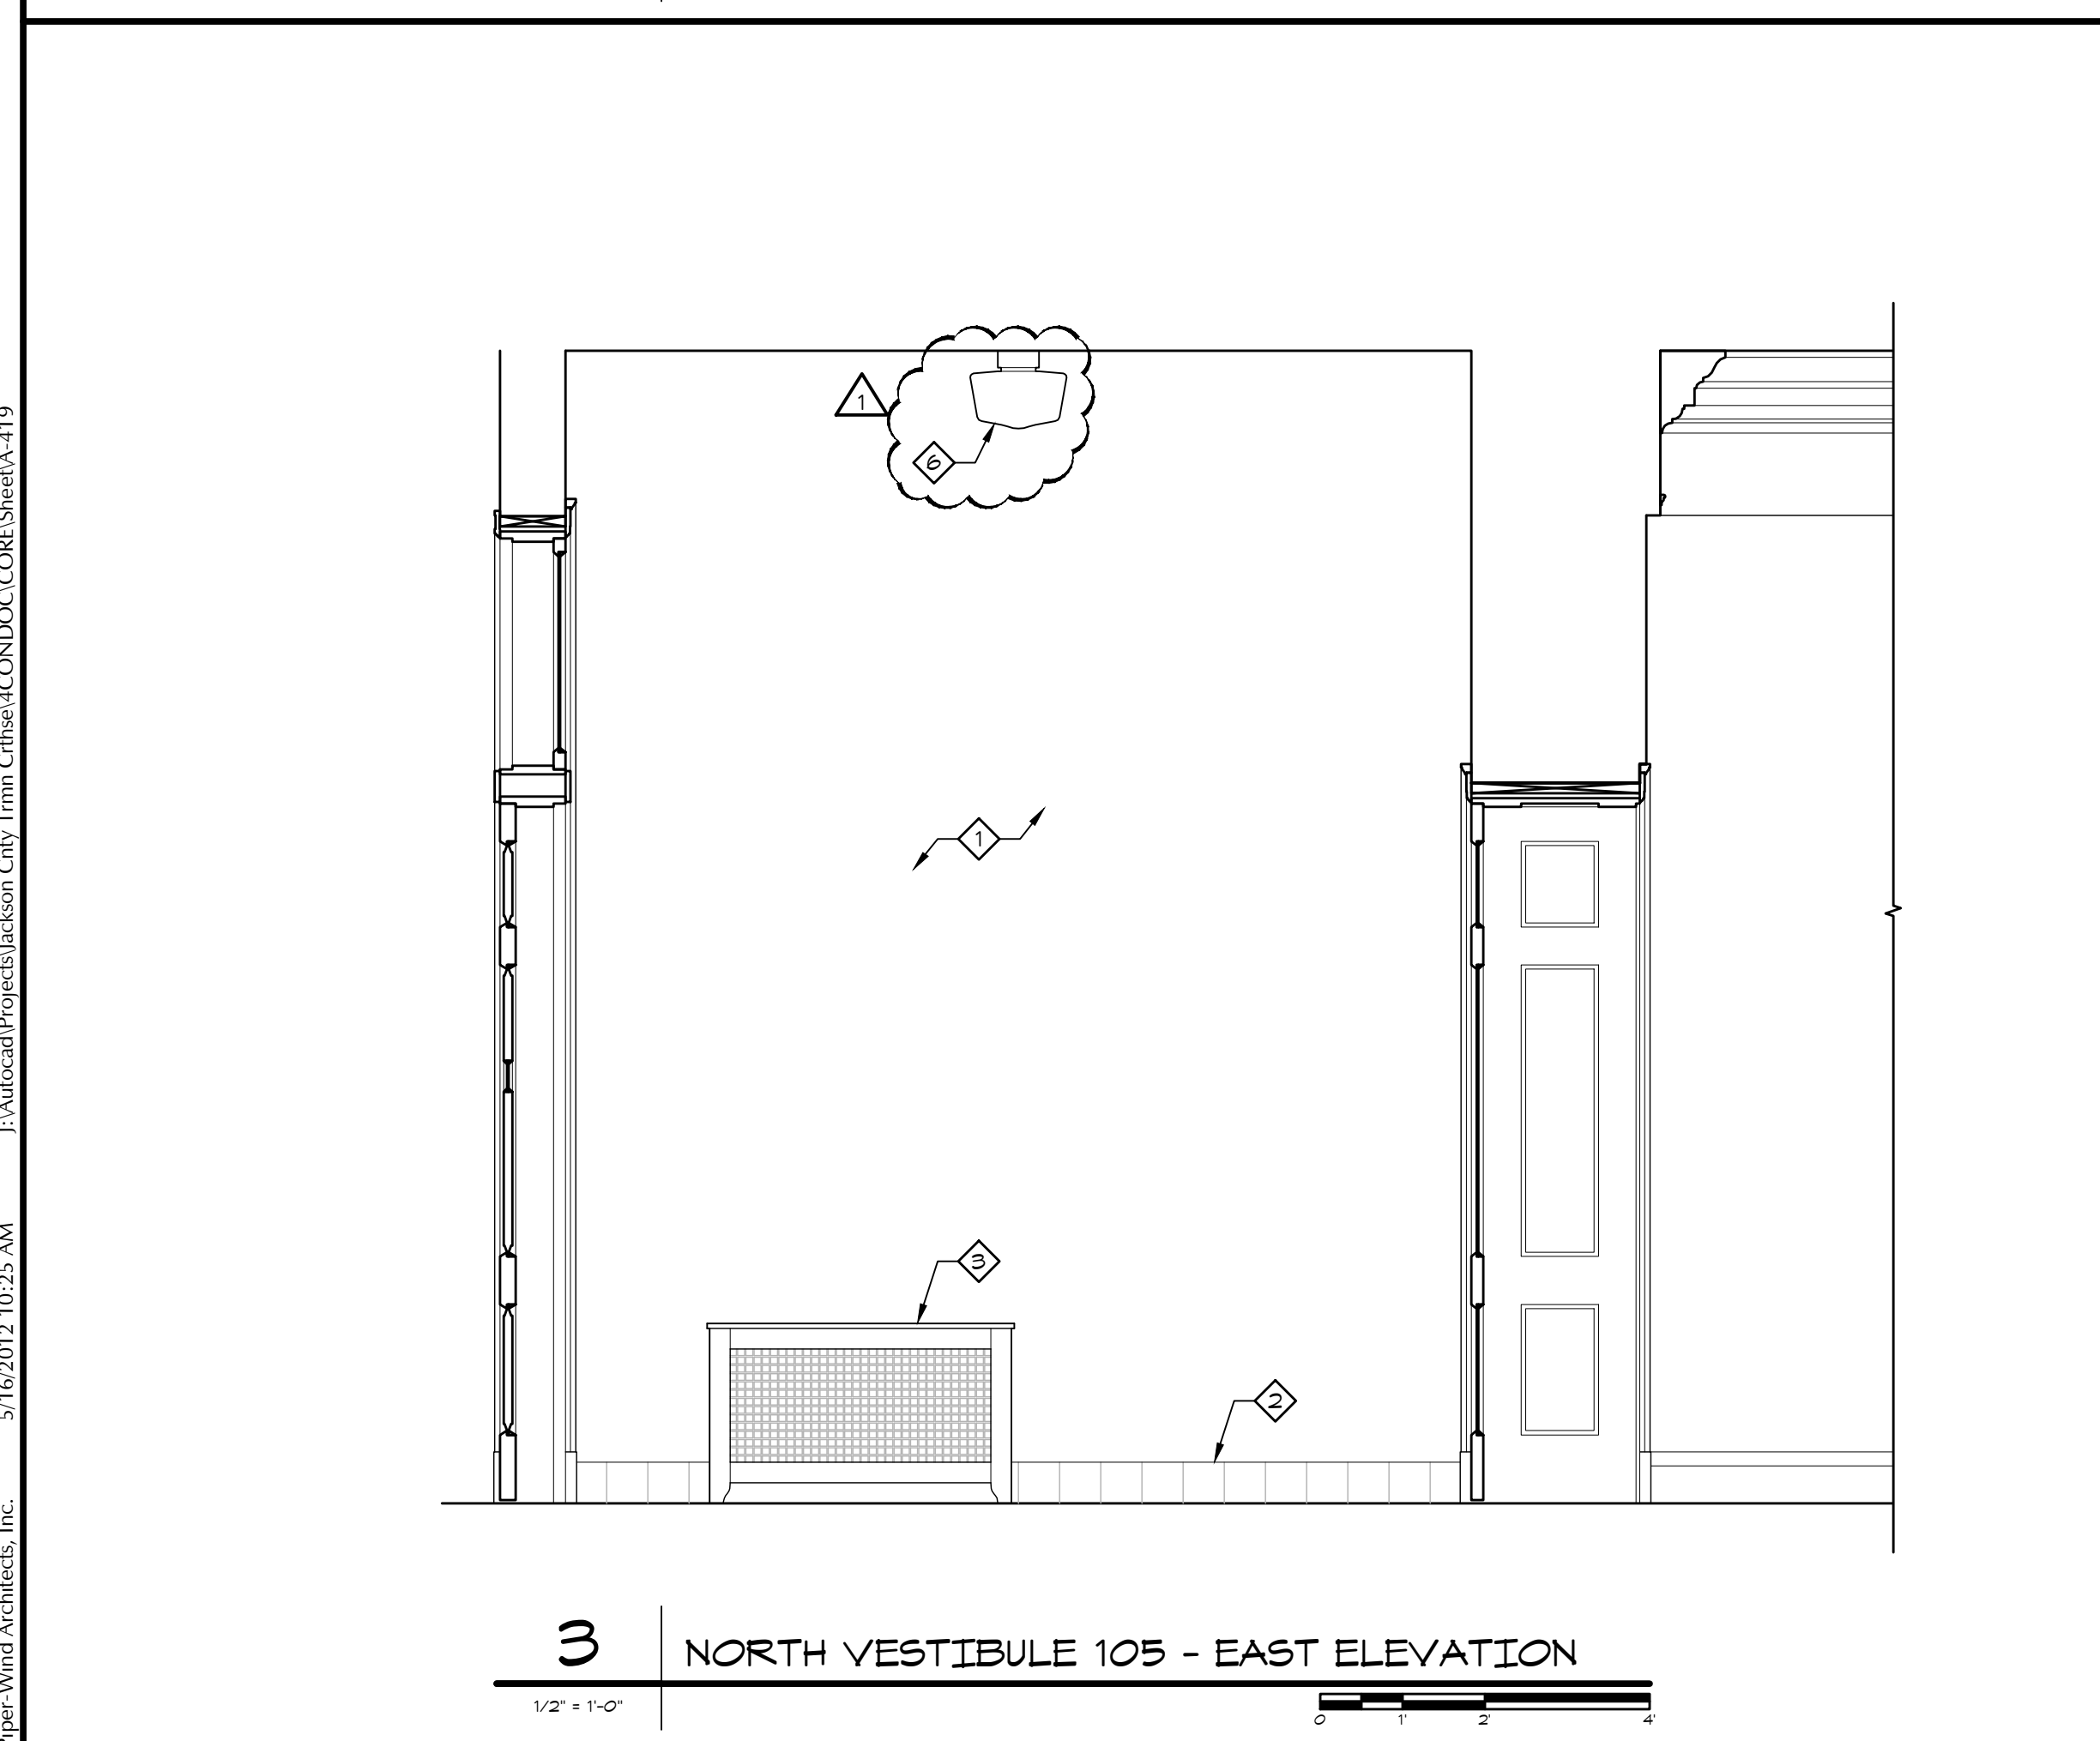 J:\Autocad\Projects\Jackson Cnty Trmn Crthse\4CONDOC\CORE\Sheet\A-419
5/16/2012 10:25 AM
Piper-Wind Architects, Inc.
1
6
1
3
2
3
NORTH VESTIBULE 105 - EAST ELEVATION
1/2" = 1'-0"
0 1' 2' 4'